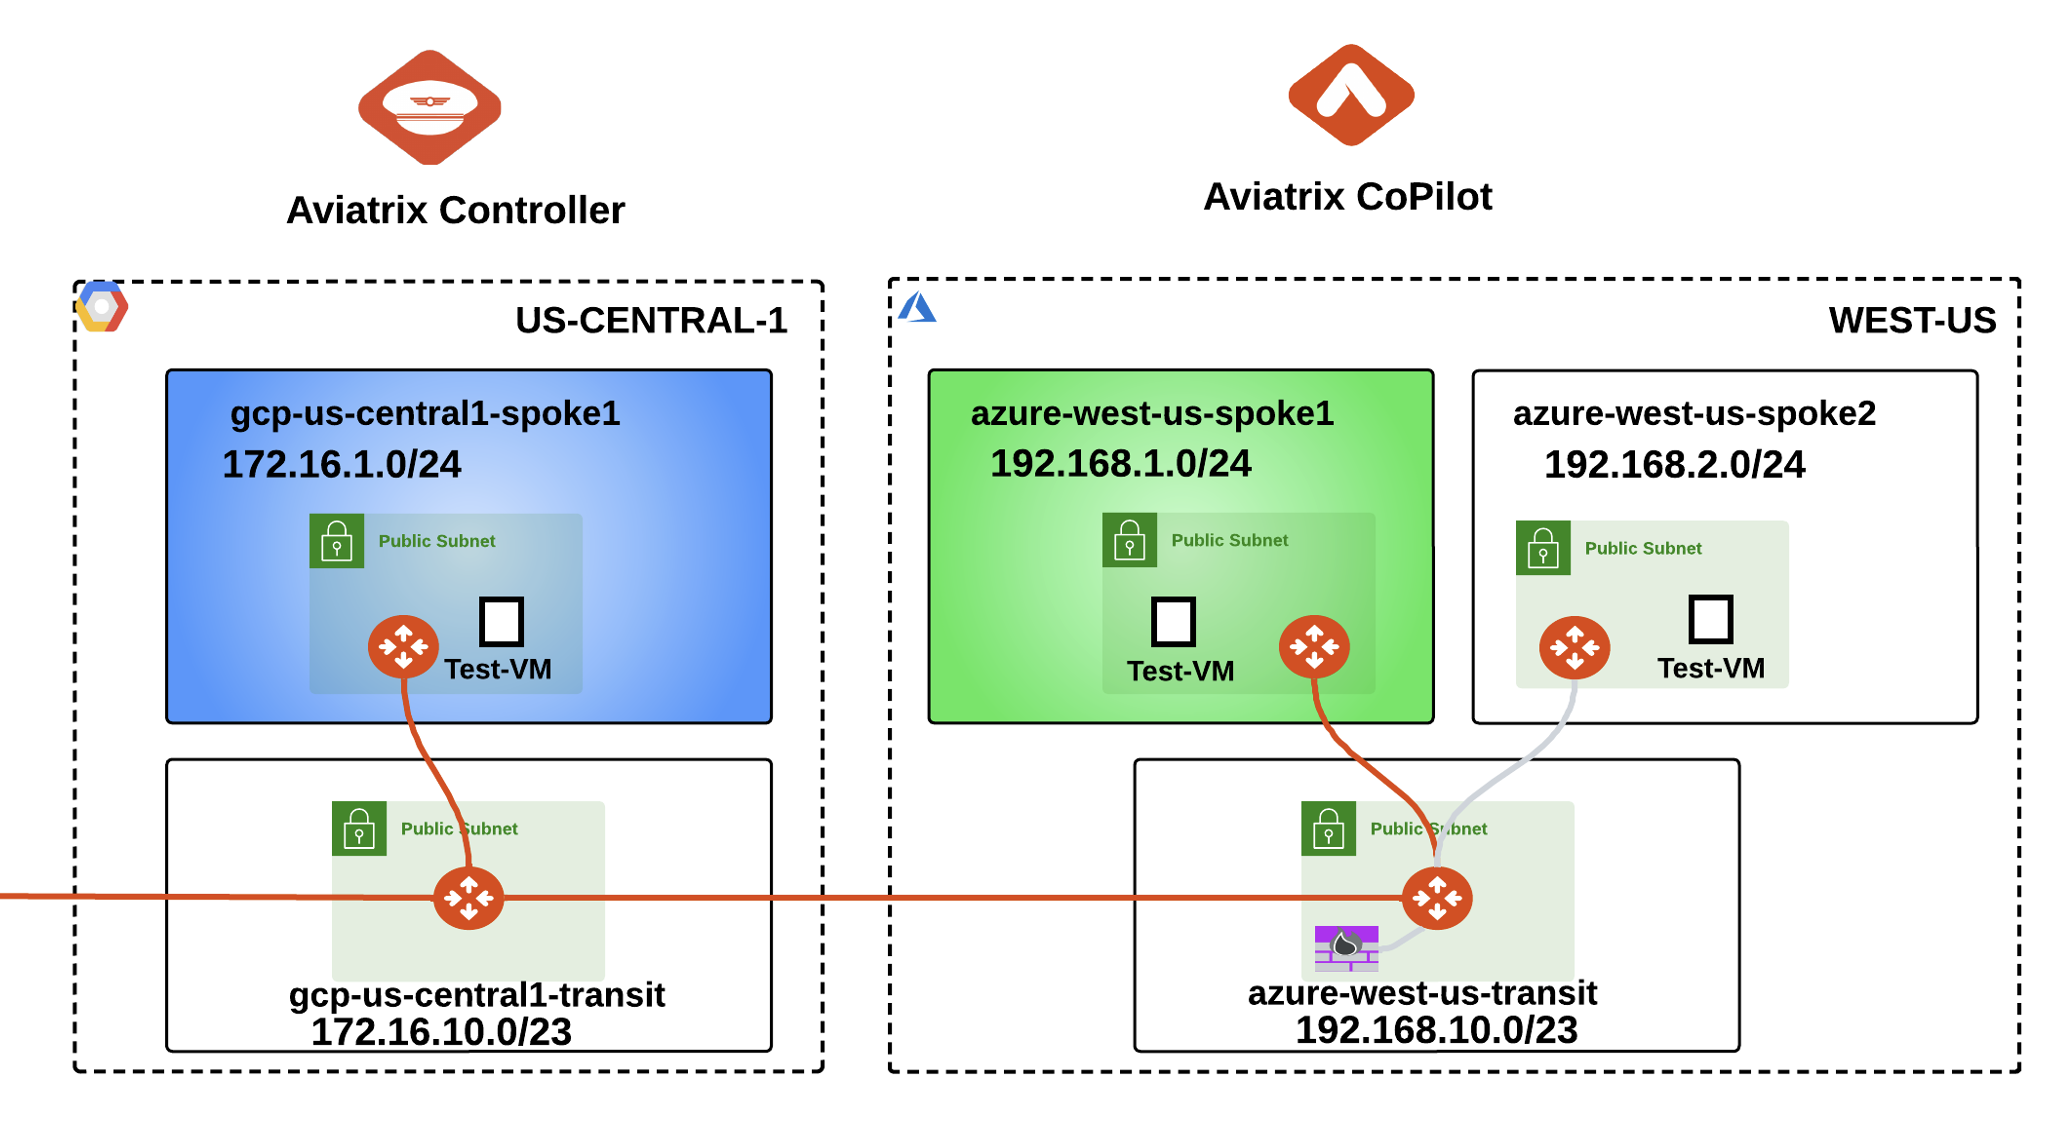 Aviatrix Controller
Aviatrix CoPilot
US-CENTRAL-1
gcp-us-central1-spoke1
172.16.1.0/24
Public Subnet
Test-VM
Public Subnet
gcp-us-central1-transit
172.16.10.0/23
WEST-US
azure-west-us-spoke1
192.168.1.0/24
Public Subnet
Test-VM
azure-west-us-spoke2
192.168.2.0/24
Public Subnet
Test-VM
Public Subnet
azure-west-us-transit
192.168.10.0/23